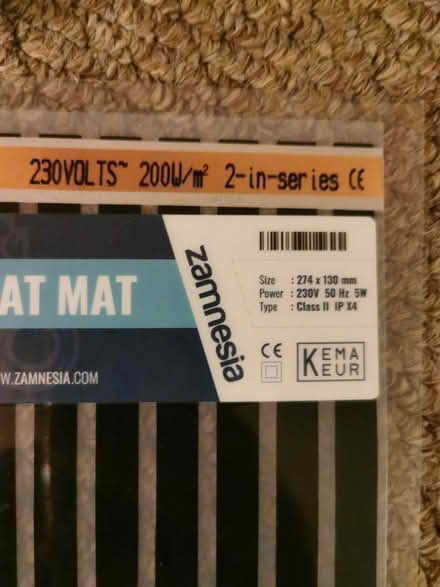 230VOLTS~ 200W/m² 2-in-series CE
AT MAT
zamnesia
Size : 274 x 130 mm
Power : 230V 50 Hz 5W
Type : Class II IP X4
CE
KEMA
EUR
W.ZAMNESIA.COM